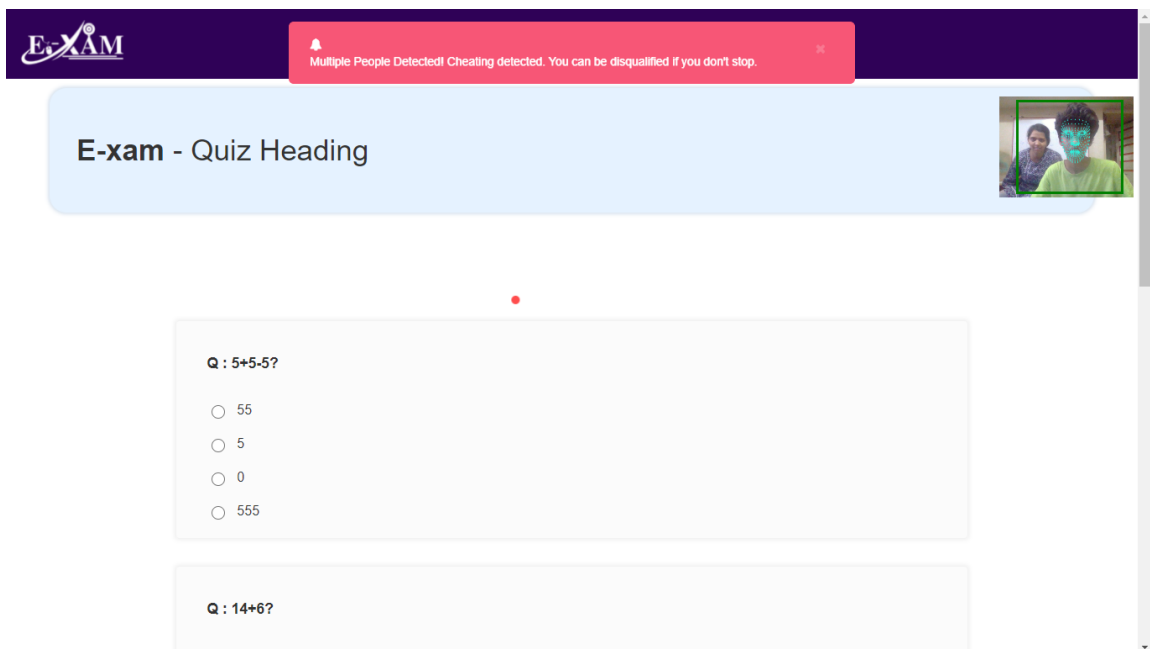 E-XAM
Multiple People Detected! Cheating detected. You can be disqualified if you don't stop.
×
E-xam - Quiz Heading
Q : 5+5-5?
55
5
0
555
Q : 14+6?